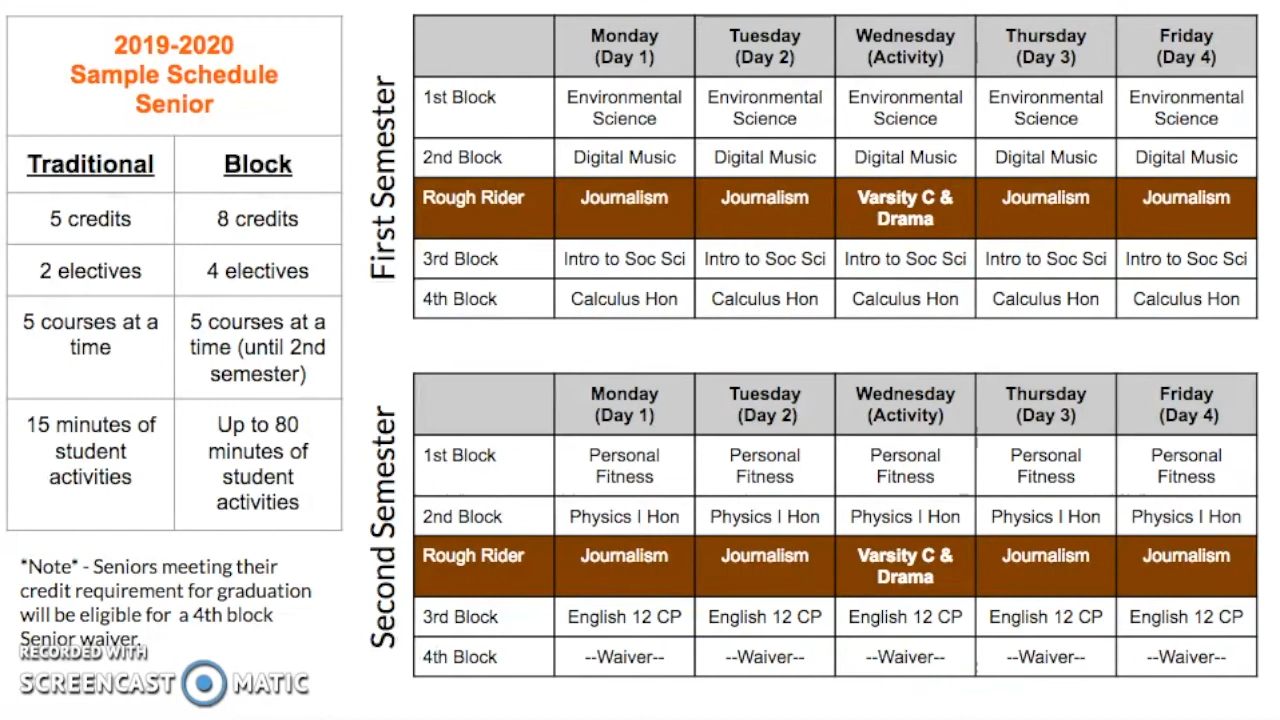 2019-2020
Sample Schedule
Senior
Traditional Block
5 credits 8 credits
2 electives 4 electives
5 courses at a time 5 courses at a time (until 2nd semester)
15 minutes of student activities Up to 80 minutes of student activities
*Note* - Seniors meeting their
credit requirement for graduation
will be eligible for a 4th block
Senior waiver.
RECORDED WITH
SCREENCAST MATIC
First Semester
Monday (Day 1) Tuesday (Day 2) Wednesday (Activity) Thursday (Day 3) Friday (Day 4)
1st Block Environmental Science Environmental Science Environmental Science Environmental Science Environmental Science
2nd Block Digital Music Digital Music Digital Music Digital Music Digital Music
Rough Rider Journalism Journalism Varsity C & Drama Journalism Journalism
3rd Block Intro to Soc Sci Intro to Soc Sci Intro to Soc Sci Intro to Soc Sci Intro to Soc Sci
4th Block Calculus Hon Calculus Hon Calculus Hon Calculus Hon Calculus Hon
Second Semester
Monday (Day 1) Tuesday (Day 2) Wednesday (Activity) Thursday (Day 3) Friday (Day 4)
1st Block Personal Fitness Personal Fitness Personal Fitness Personal Fitness Personal Fitness
2nd Block Physics I Hon Physics I Hon Physics I Hon Physics I Hon Physics I Hon
Rough Rider Journalism Journalism Varsity C & Drama Journalism Journalism
3rd Block English 12 CP English 12 CP English 12 CP English 12 CP English 12 CP
4th Block --Waiver-- --Waiver-- --Waiver-- --Waiver-- --Waiver--